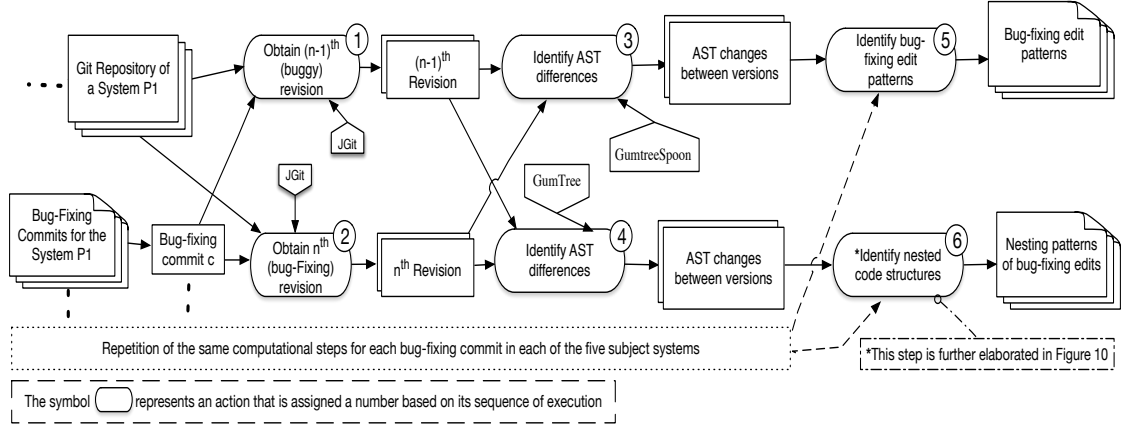 Git Repository of
a System P1
Obtain (n-1)th
(buggy)
revision
1
(n-1)th
Revision
Identify AST
differences
3
AST changes
between versions
Identify bug-
fixing edit
patterns
5
Bug-fixing edit
patterns
JGit
GumtreeSpoon
JGit
GumTree
Bug-Fixing
Commits for the
System P1
Bug-fixing
commit c
Obtain nth
(bug-Fixing)
revision
2
nth Revision
Identify AST
differences
4
AST changes
between versions
*Identify nested
code structures
6
Nesting patterns
of bug-fixing edits
Repetition of the same computational steps for each bug-fixing commit in each of the five subject systems
*This step is further elaborated in Figure 10
The symbol represents an action that is assigned a number based on its sequence of execution